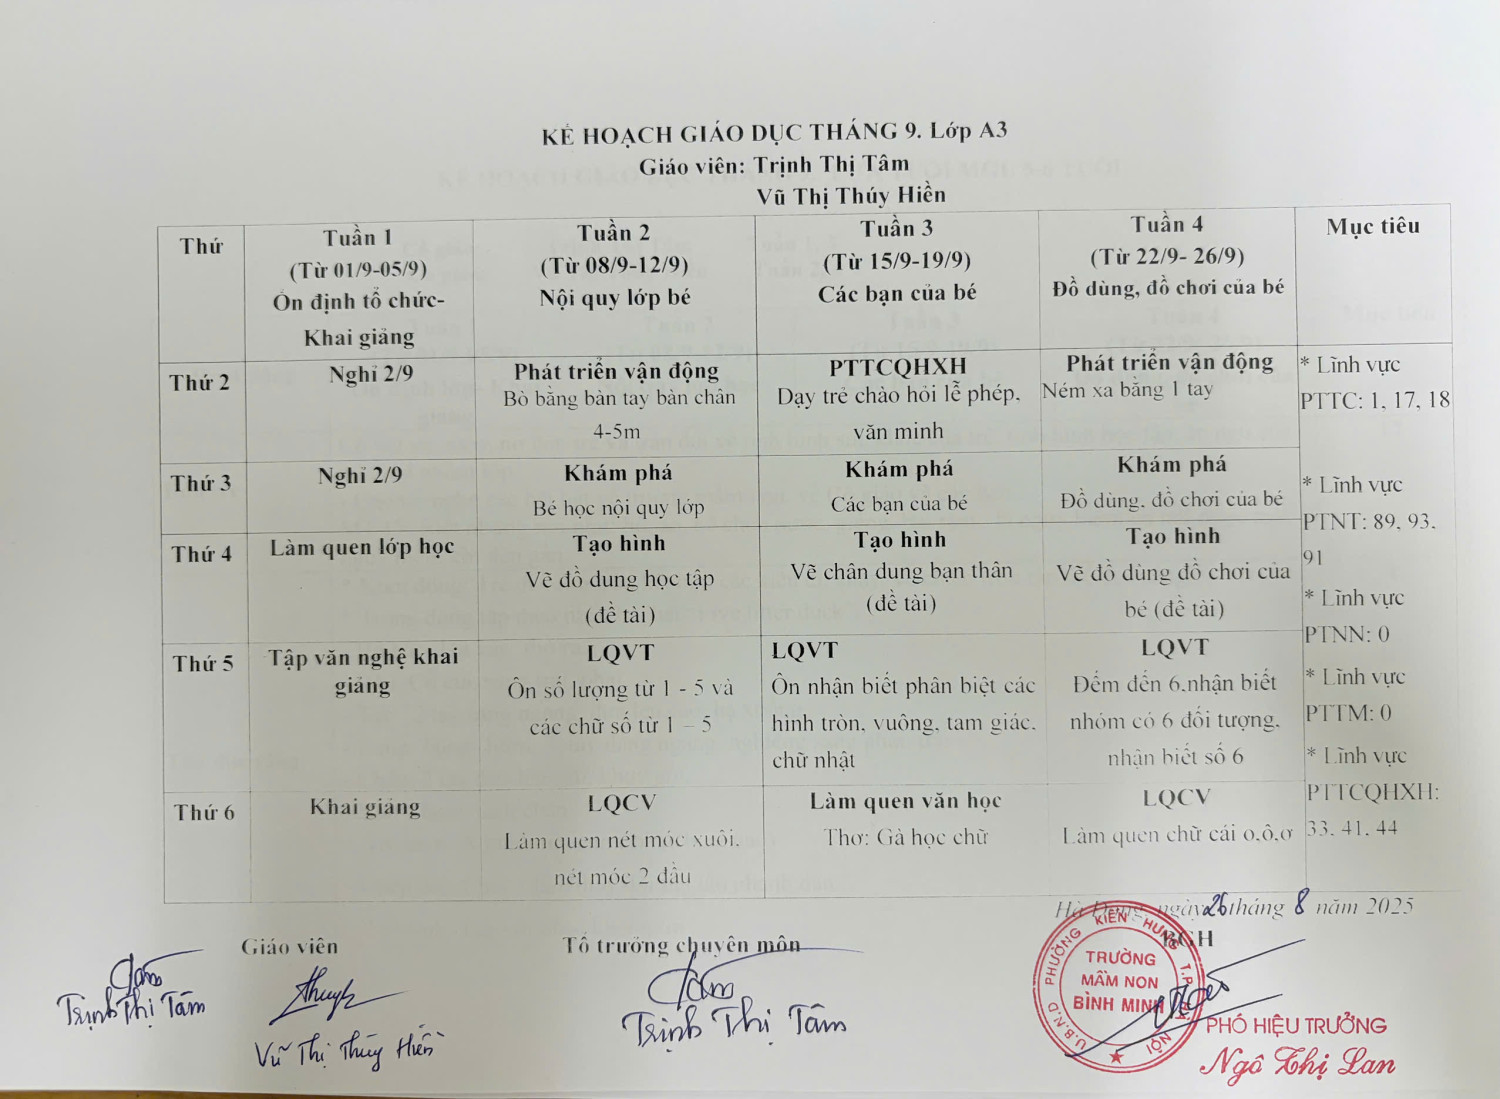 KẾ HOẠCH GIÁO DỤC THÁNG 9. Lớp A3
Giáo viên: Trịnh Thị Tâm
Vũ Thị Thúy Hiền
Thứ
Tuần 1
(Từ 01/9-05/9)
Ổn định tổ chức-
Khai giảng
Tuần 2
(Từ 08/9-12/9)
Nội quy lớp bé
Tuần 3
(Từ 15/9-19/9)
Các bạn của bé
Tuần 4
(Từ 22/9- 26/9)
Đồ dùng, đồ chơi của bé
Mục tiêu
Thứ 2
Nghỉ 2/9
Phát triển vận động
Bò bằng bàn tay bàn chân
4-5m
PTTCQHXH
Dạy trẻ chào hỏi lễ phép,
văn minh
Phát triển vận động
Ném xa bằng 1 tay
* Lĩnh vực
PTTC: 1, 17, 18
Thứ 3
Nghỉ 2/9
Khám phá
Bé học nội quy lớp
Khám phá
Các bạn của bé
Khám phá
Đồ dùng, đồ chơi của bé
* Lĩnh vực
PTNT: 89, 93,
91
Thứ 4
Làm quen lớp học
Tạo hình
Vẽ đồ dung học tập
(đề tài)
Tạo hình
Vẽ chân dung bạn thân
(đề tài)
Tạo hình
Vẽ đồ dùng đồ chơi của
bé (đề tài)
* Lĩnh vực
PTNN: 0
Thứ 5
Tập văn nghệ khai
giảng
LQVT
Ôn số lượng từ 1 - 5 và
các chữ số từ 1 – 5
LQVT
Ôn nhận biết phân biệt các
hình tròn, vuông, tam giác,
chữ nhật
LQVT
Đếm đến 6,nhận biết
nhóm có 6 đối tượng,
nhận biết số 6
* Lĩnh vực
PTTM: 0
* Lĩnh vực
PTTCQHXH:
33, 41, 44
Thứ 6
Khai giảng
LQCV
Làm quen nét móc xuôi,
nét móc 2 đầu
Làm quen văn học
Thơ: Gà học chữ
LQCV
Làm quen chữ cái o,ô,ơ
Hà Đông, ngày 26 tháng 8 năm 2025
Giáo viên
Tổ trưởng chuyên môn
BGH
Tâm
Trịnh Thị Tâm
Thuyh
Vũ Thị Thúy Hiền
Tâm
Trịnh Thị Tâm
U.B.N.D PHƯỜNG KIẾN HƯNG T.P HÀ NỘI
TRƯỜNG
MẦM NON
BÌNH MINH
PHÓ HIỆU TRƯỞNG
Ngô Thị Lan